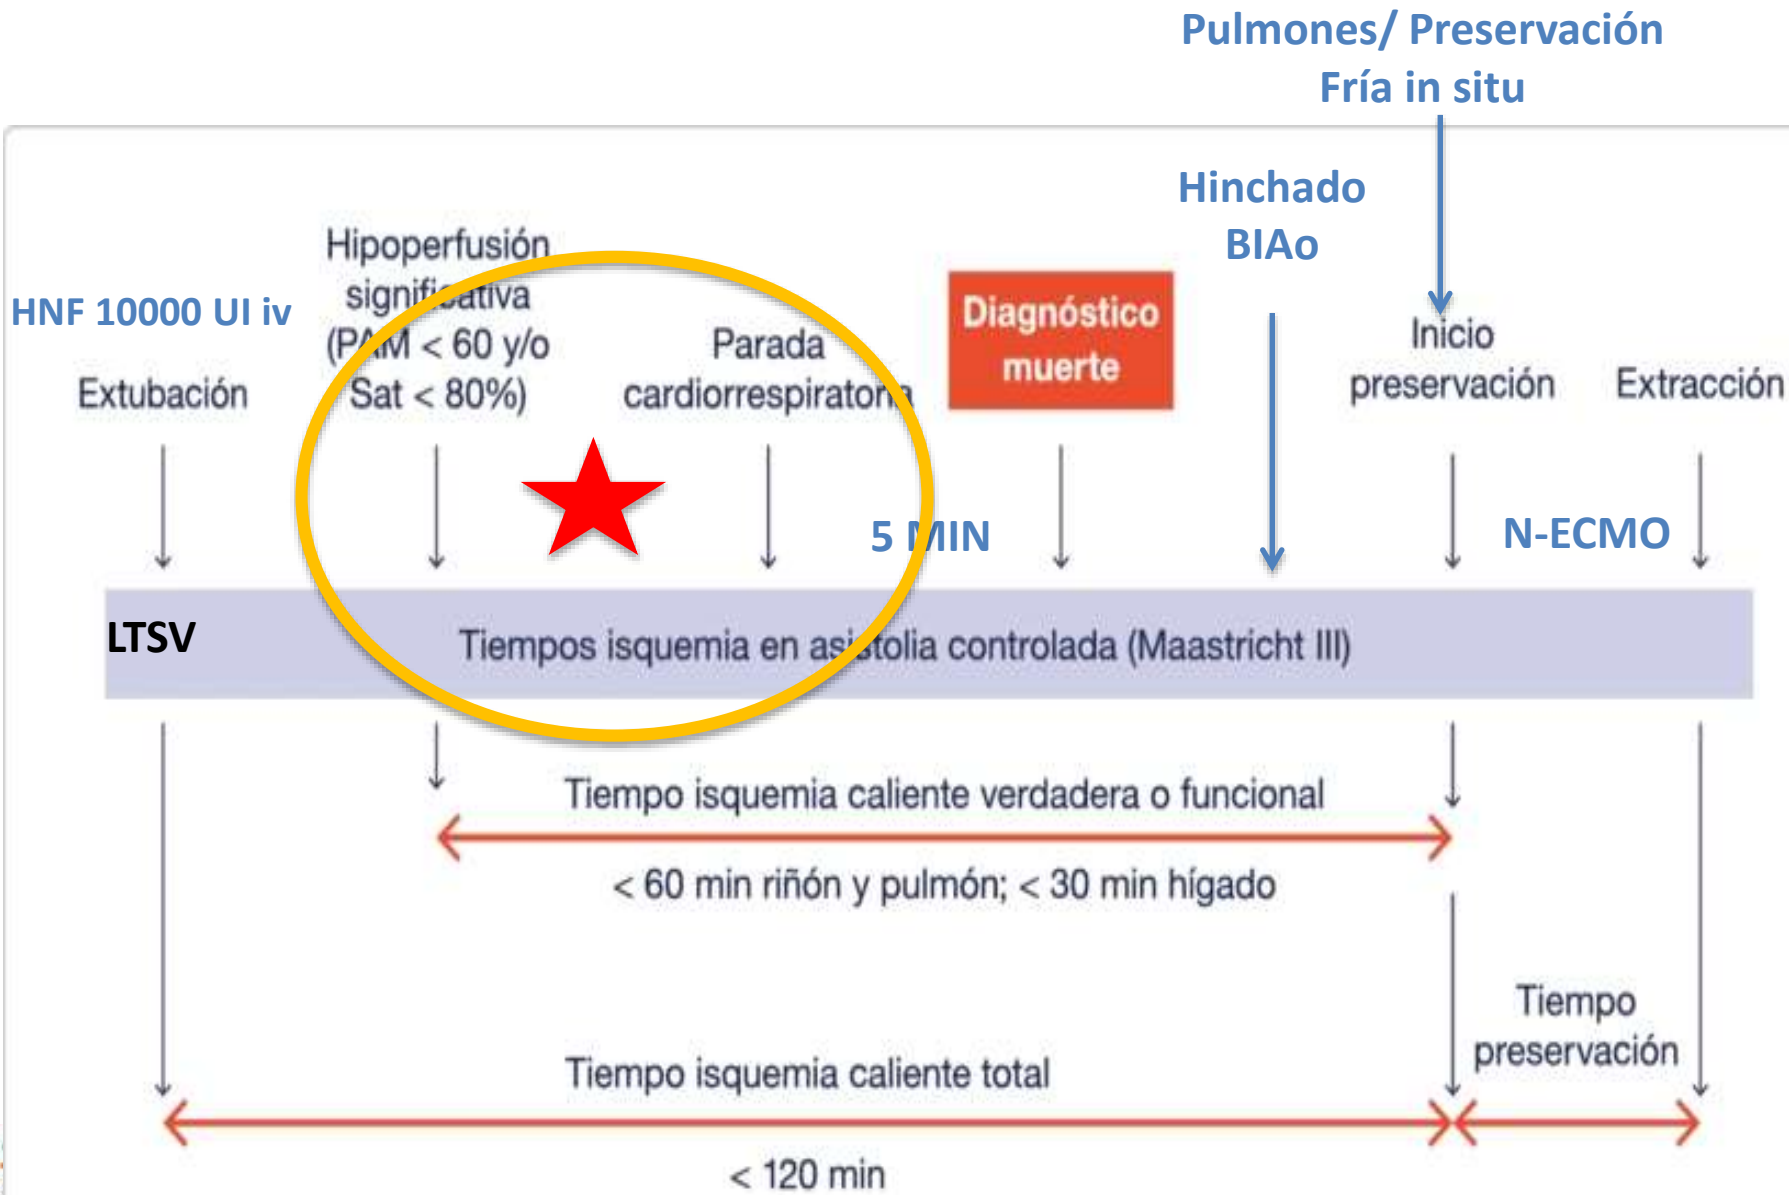 Pulmones/ Preservación
Fría in situ
Hinchado
BIAo
HNF 10000 UI iv
Extubación
Hipoperfusión
significativa
(PAM < 60 y/o
Sat < 80%)
Parada
cardiorrespiratoria
Diagnóstico
muerte
Inicio
preservación
Extracción
5 MIN
N-ECMO
LTSV
Tiempos isquemia en asistolia controlada (Maastricht III)
Tiempo isquemia caliente verdadera o funcional
< 60 min riñón y pulmón; < 30 min hígado
Tiempo
preservación
Tiempo isquemia caliente total
< 120 min